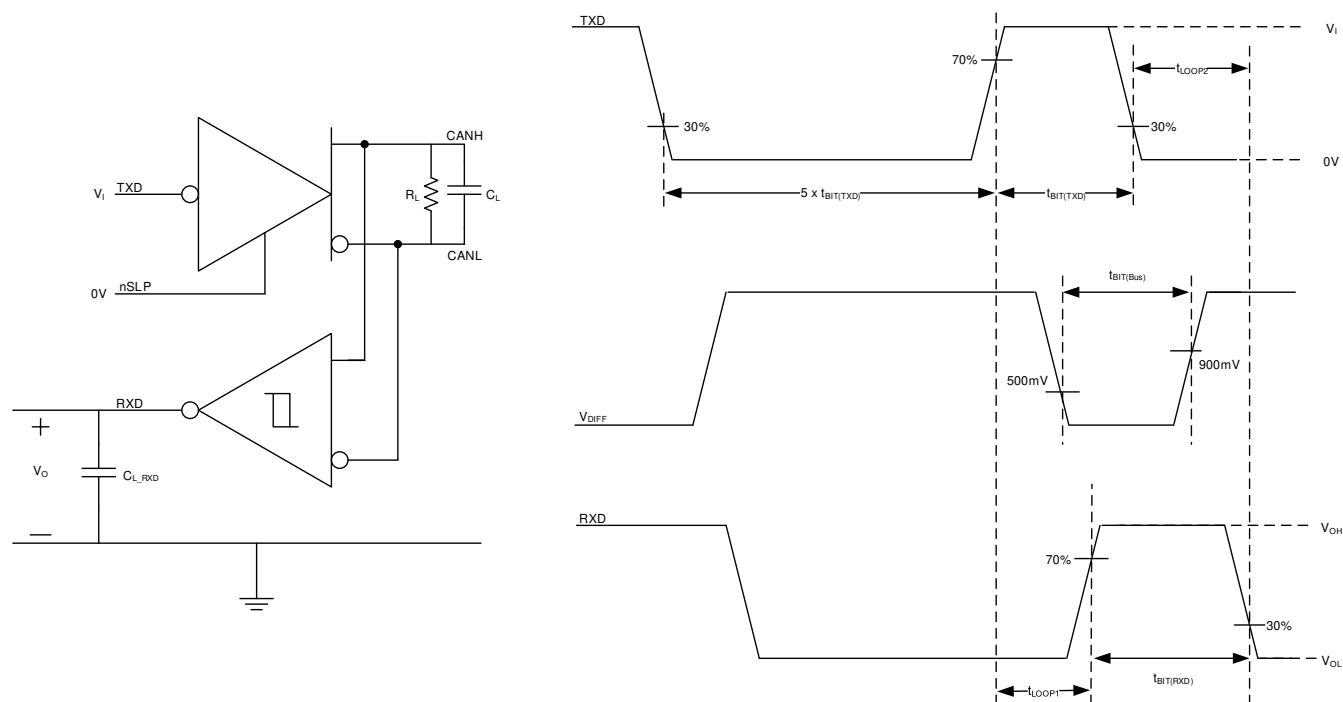 V_I TXD
0V nSLP
CANH
R_L
C_L
CANL
RXD
+
V_O
C_L_RXD
—
TXD
V_I
70%
t_LOOP2
30%
30%
0V
5 x t_BIT(TXD)
t_BIT(TXD)
t_BIT(Bus)
500mV
900mV
V_DIFF
RXD
V_OH
70%
30%
V_OL
t_BIT(RXD)
t_LOOP1